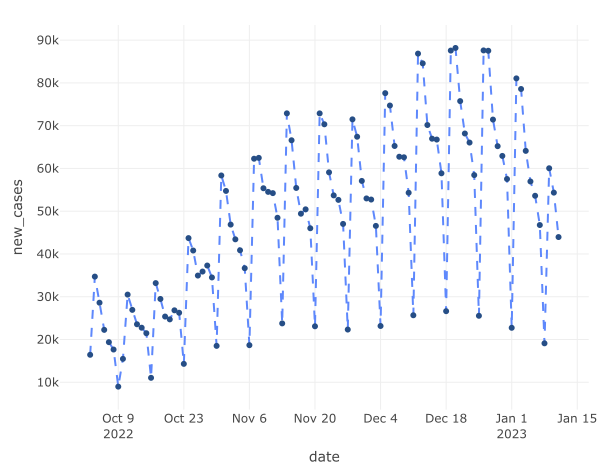 90k
80k
70k
60k
50k
40k
30k
20k
10k
new_cases
Oct 9 Oct 23 Nov 6 Nov 20 Dec 4 Dec 18 Jan 1 Jan 15
2022 2023
date